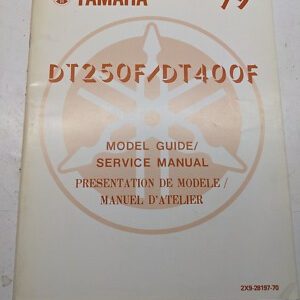 YAMAHA '79
DT250F/DT400F
MODEL GUIDE/
SERVICE MANUAL
PRESENTATION DE MODELE/
MANUEL D'ATELIER
2X9-28197-70